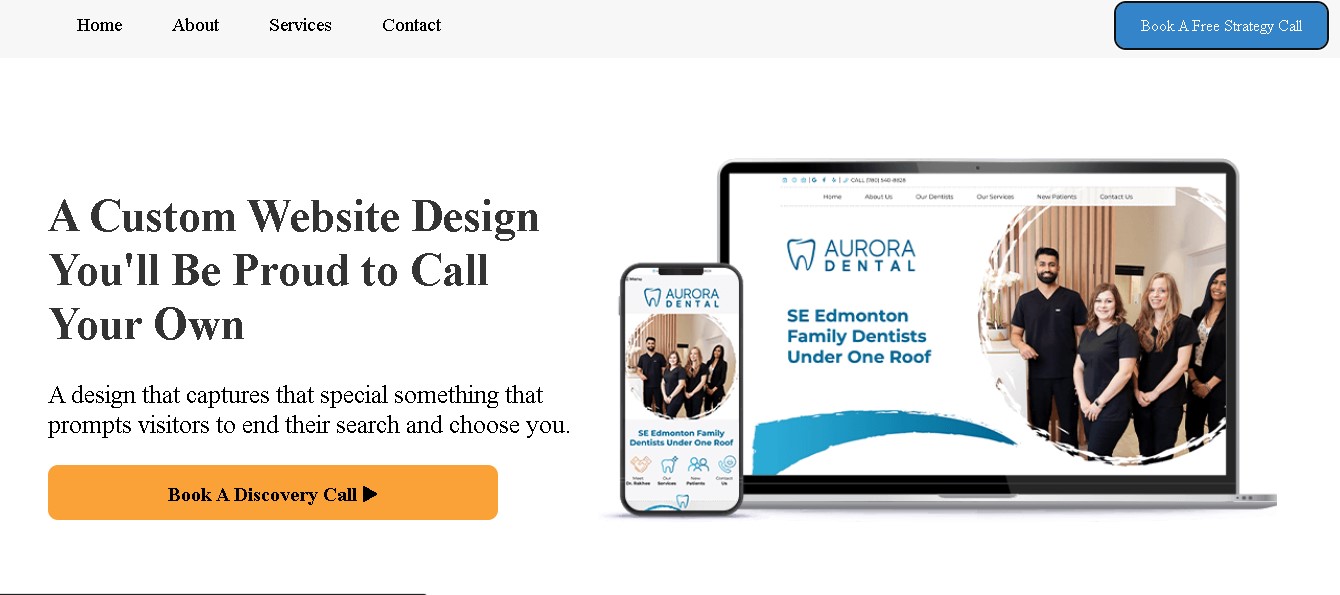 Home About Services Contact Book A Free Strategy Call
A Custom Website Design
You'll Be Proud to Call
Your Own
A design that captures that special something that
prompts visitors to end their search and choose you.
Book A Discovery Call
CALL (780) 540-8828
Home About Us Our Dentists Our Services New Patients Contact Us
AURORA
DENTAL
SE Edmonton
Family Dentists
Under One Roof
Menu
AURORA
DENTAL
SE Edmonton Family
Dentists Under One Roof
Meet Our New Contact
Dr. Rakhee Services Patients Us